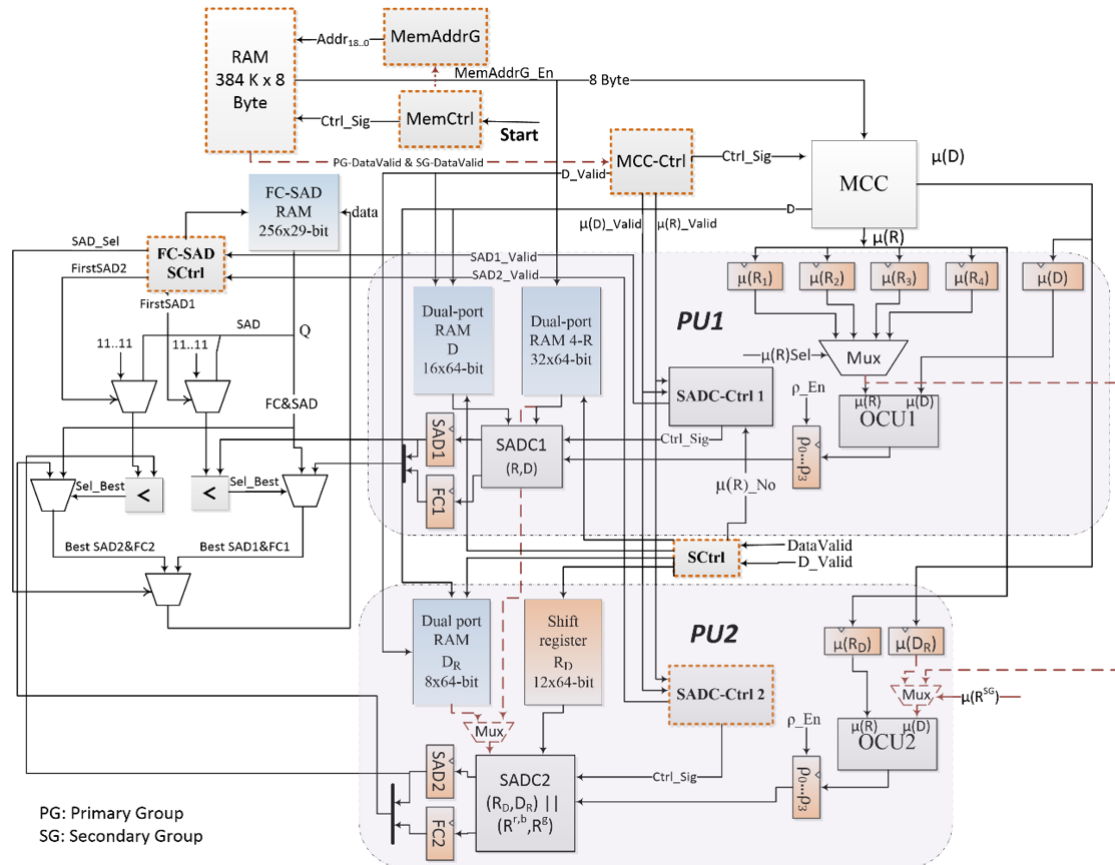 RAM
384 K x 8
Byte
Addr18..0
MemAddrG
MemAddrG_En
8 Byte
Ctrl_Sig
MemCtrl
Start
PG-DataValid & SG-DataValid
D_Valid
MCC-Ctrl
Ctrl_Sig
MCC
μ(D)
D
μ(D)_Valid
μ(R)_Valid
μ(R)
FC-SAD
RAM
256x29-bit
data
SAD_Sel
FC-SAD
SCtrl
FirstSAD2
FirstSAD1
SAD1_Valid
SAD2_Valid
SAD
Q
11..11
11..11
FC&SAD
Sel_Best
<
<
Sel_Best
Best SAD2&FC2
Best SAD1&FC1
Dual-port
RAM
D
16x64-bit
Dual-port
RAM 4-R
32x64-bit
PU1
μ(R1)
μ(R2)
μ(R3)
μ(R4)
μ(D)
μ(R)Sel
Mux
SADC-Ctrl 1
ρ_En
μ(R)
μ(D)
OCU1
Ctrl_Sig
SAD1
SADC1
(R,D)
FC1
ρ0...ρ3
μ(R)_No
SCtrl
DataValid
D_Valid
Dual port
RAM
DR
8x64-bit
Shift
register
RD
12x64-bit
PU2
μ(RD)
μ(DR)
SADC-Ctrl 2
Mux
μ(RSG)
Mux
ρ_En
μ(R)
μ(D)
OCU2
SAD2
SADC2
(RD,DR) ||
(Rr,b,Rg)
Ctrl_Sig
ρ0...ρ3
FC2
PG: Primary Group
SG: Secondary Group